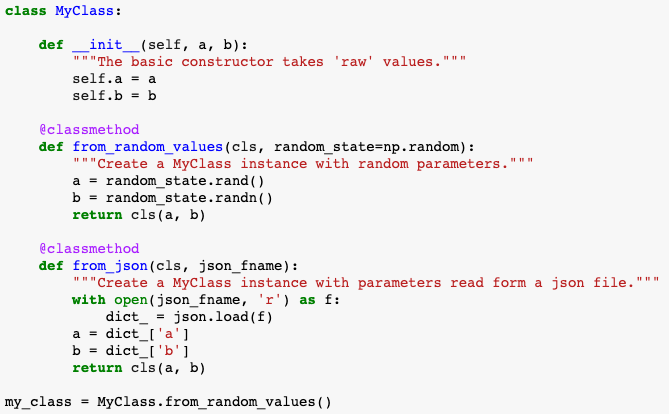 class MyClass:
    def __init__(self, a, b):
        """The basic constructor takes 'raw' values."""
        self.a = a
        self.b = b
    @classmethod
    def from_random_values(cls, random_state=np.random):
        """Create a MyClass instance with random parameters."""
        a = random_state.rand()
        b = random_state.randn()
        return cls(a, b)
    @classmethod
    def from_json(cls, json_fname):
        """Create a MyClass instance with parameters read form a json file."""
        with open(json_fname, 'r') as f:
            dict_ = json.load(f)
        a = dict_['a']
        b = dict_['b']
        return cls(a, b)
my_class = MyClass.from_random_values()